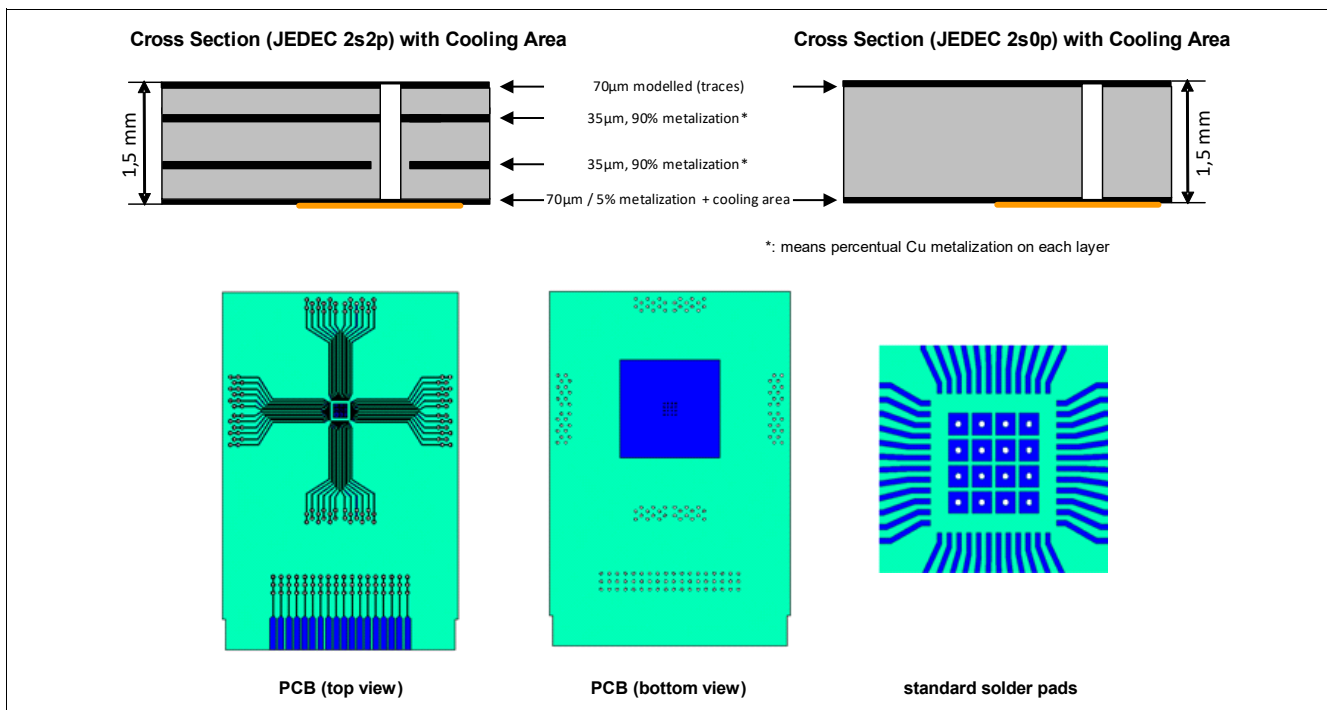 Cross Section (JEDEC 2s2p) with Cooling Area
Cross Section (JEDEC 2s0p) with Cooling Area
1,5 mm
70µm modelled (traces)
35µm, 90% metalization*
35µm, 90% metalization*
70µm / 5% metalization + cooling area
1,5 mm
*: means percentual Cu metalization on each layer
PCB (top view)
PCB (bottom view)
standard solder pads